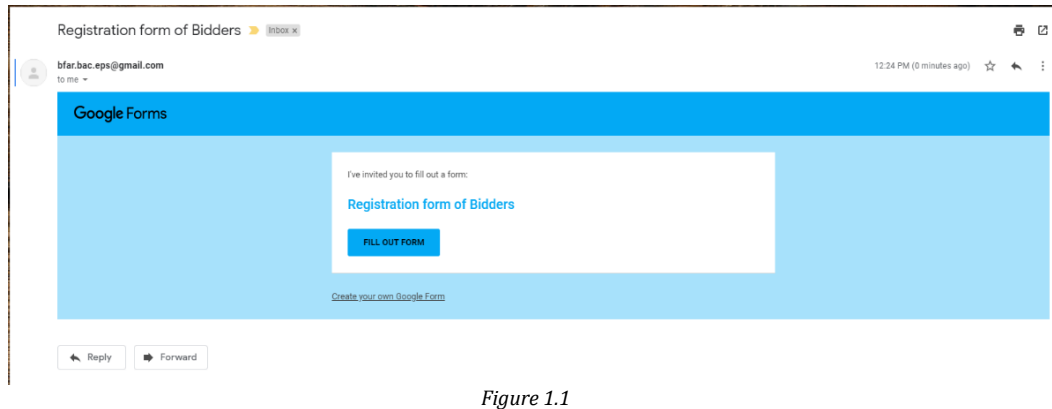 Registration form of Bidders Inbox x
bfar.bac.eps@gmail.com 12:24 PM (0 minutes ago)
to me
Google Forms
I've invited you to fill out a form:
Registration form of Bidders
FILL OUT FORM
Create your own Google Form
Reply Forward
Figure 1.1